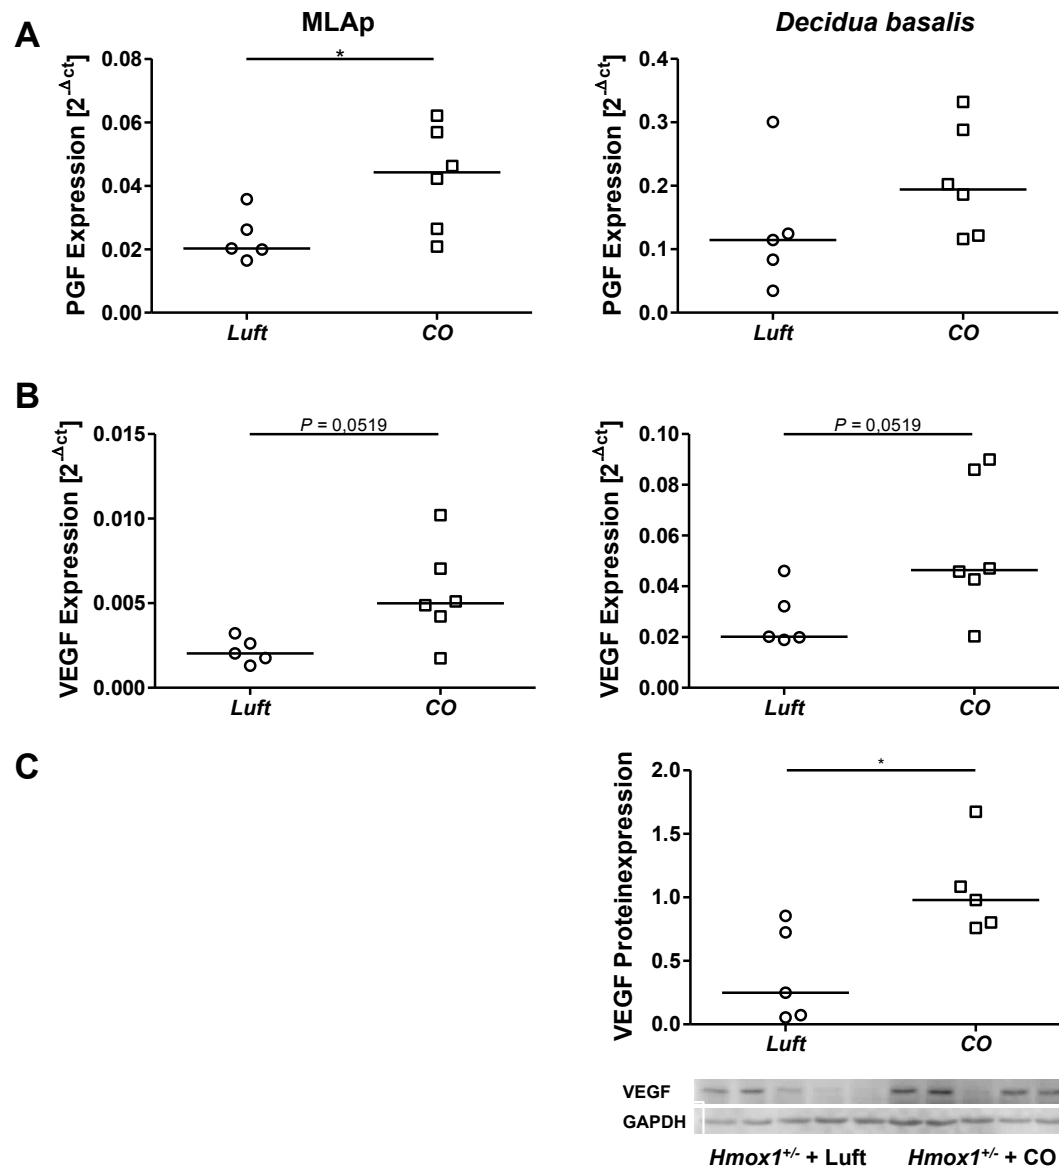 MLAp
Decidua basalis
A
PGF Expression [2^-Δct]
0.08
0.06
0.04
0.02
0.00
*
Luft
CO
PGF Expression [2^-Δct]
0.4
0.3
0.2
0.1
0.0
Luft
CO
B
VEGF Expression [2^-Δct]
0.015
0.010
0.005
0.000
P = 0,0519
Luft
CO
VEGF Expression [2^-Δct]
0.10
0.08
0.06
0.04
0.02
0.00
P = 0,0519
Luft
CO
C
VEGF Proteinexpression
2.0
1.5
1.0
0.5
0.0
*
Luft
CO
VEGF
GAPDH
Hmox1+/- + Luft
Hmox1+/- + CO